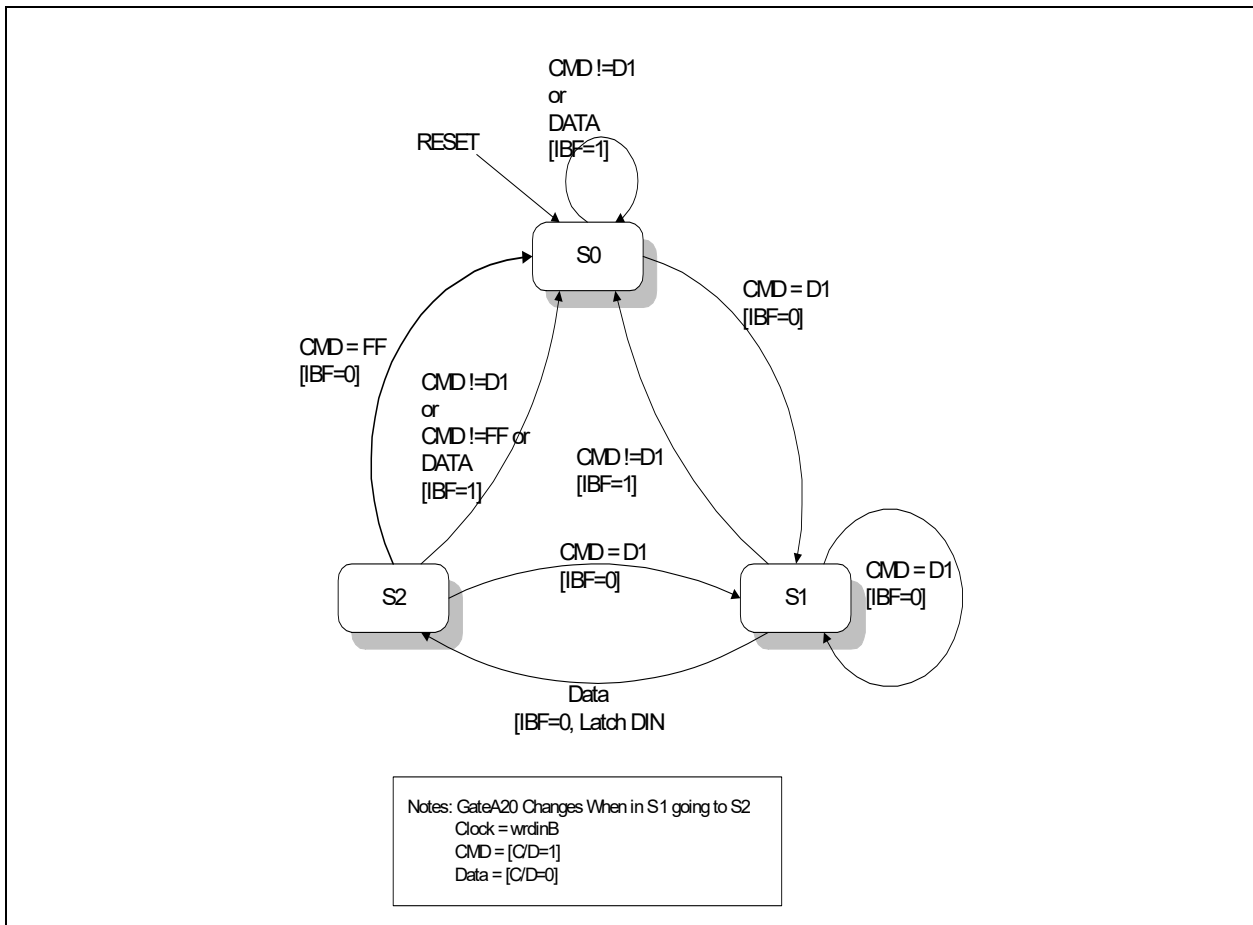 CMD !=D1
or
DATA
[IBF=1]
RESET
S0
CMD = D1
[IBF=0]
CMD = FF
[IBF=0]
CMD !=D1
or
CMD !=FF or
DATA
[IBF=1]
CMD !=D1
[IBF=1]
CMD = D1
[IBF=0]
CMD = D1
[IBF=0]
S2
S1
Data
[IBF=0, Latch DIN
Notes: GateA20 Changes When in S1 going to S2
Clock = wrdinB
CMD = [C/D=1]
Data = [C/D=0]